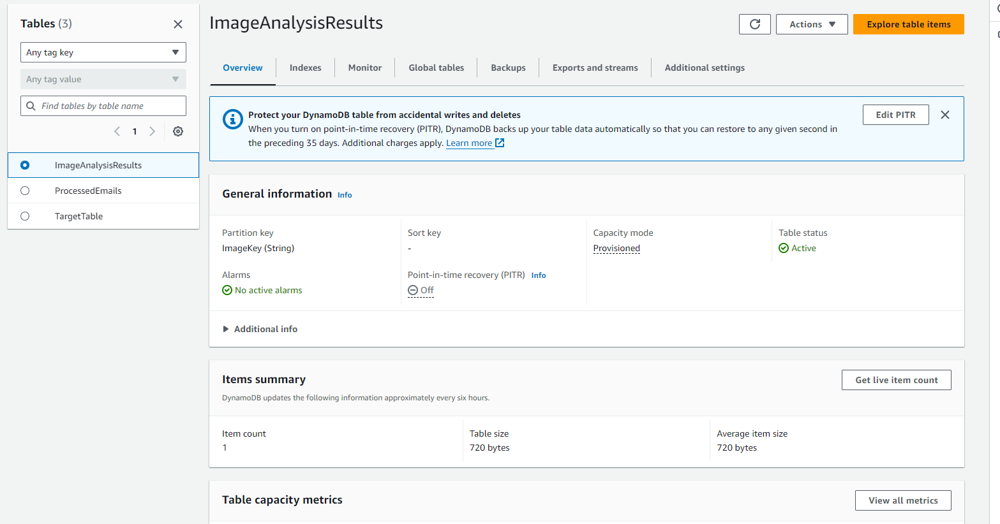 Tables (3)
Any tag key
Any tag value
Find tables by table name
1
ImageAnalysisResults
ProcessedEmails
TargetTable
ImageAnalysisResults
Actions
Explore table items
Overview
Indexes
Monitor
Global tables
Backups
Exports and streams
Additional settings
Protect your DynamoDB table from accidental writes and deletes
When you turn on point-in-time recovery (PITR), DynamoDB backs up your table data automatically so that you can restore to any given second in
the preceding 35 days. Additional charges apply. Learn more
Edit PITR
General information Info
Partition key
ImageKey (String)
Sort key
-
Capacity mode
Provisioned
Table status
Active
Alarms
No active alarms
Point-in-time recovery (PITR) Info
Off
Additional info
Items summary
Get live item count
DynamoDB updates the following information approximately every six hours.
Item count
1
Table size
720 bytes
Average item size
720 bytes
Table capacity metrics
View all metrics